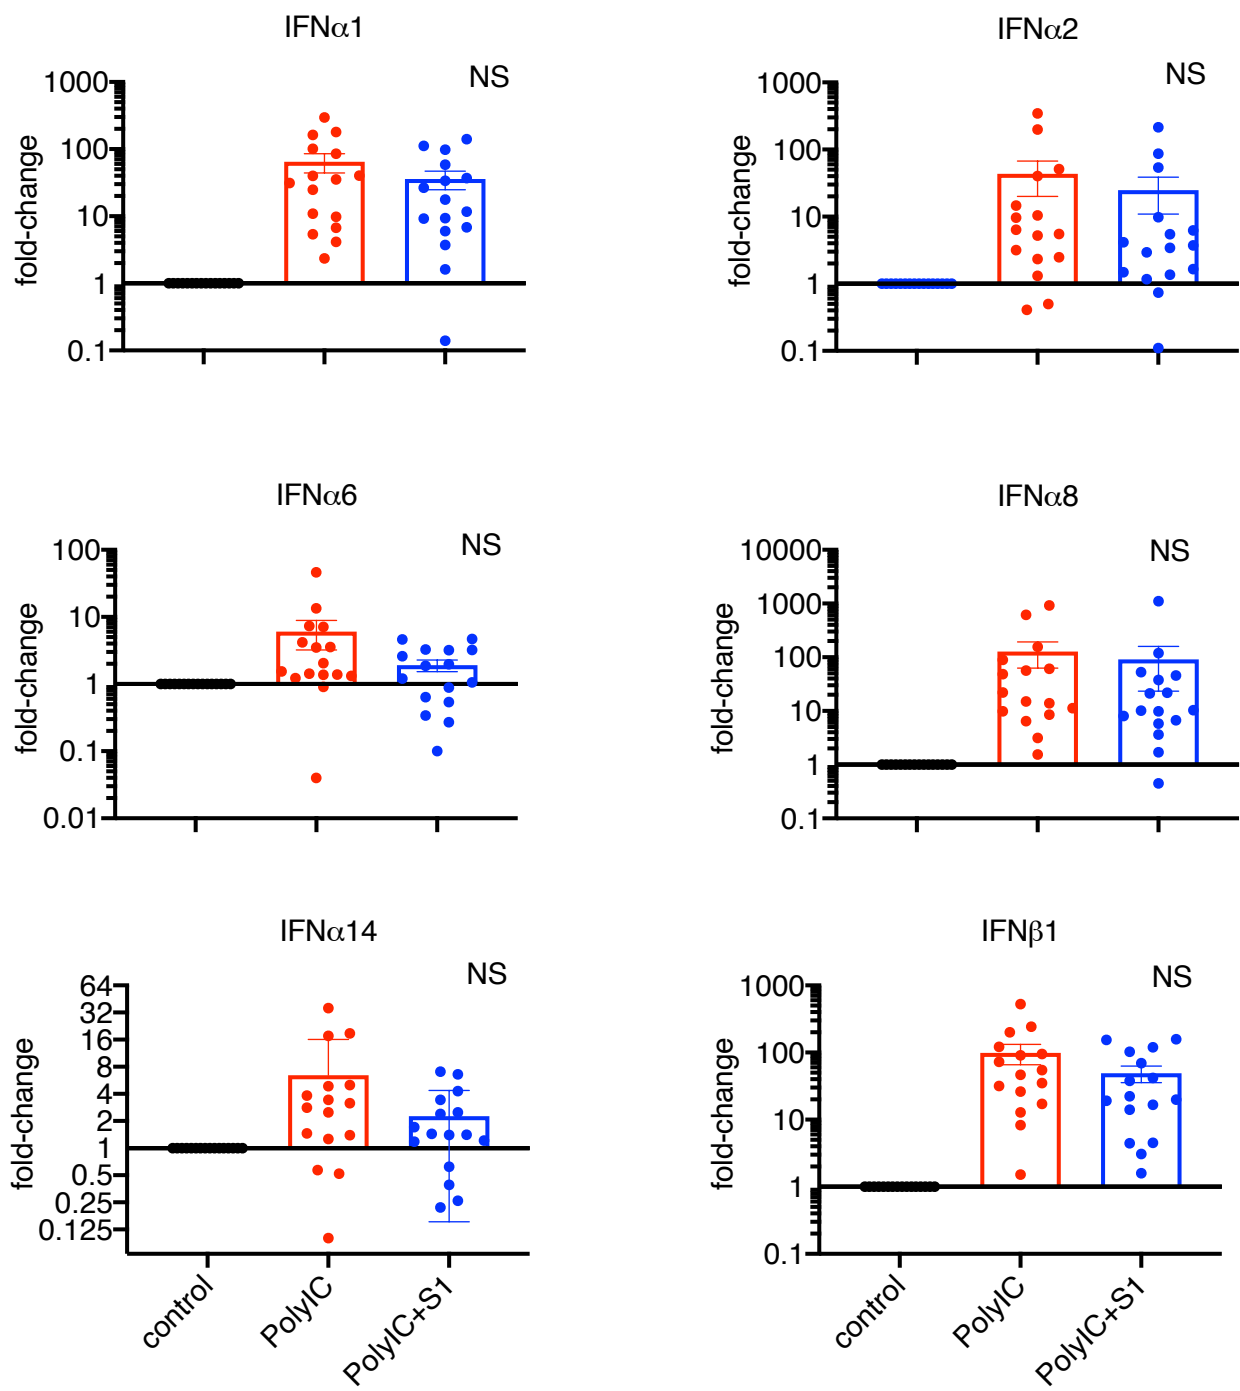 IFNα1
NS
fold-change
1000
100
10
1
0.1
IFNα2
NS
fold-change
1000
100
10
1
0.1
IFNα6
NS
fold-change
100
10
1
0.1
0.01
IFNα8
NS
fold-change
10000
1000
100
10
1
0.1
IFNα14
NS
fold-change
64
32
16
8
4
2
1
0.5
0.25
0.125
control
PolyIC
PolyIC+S1
IFNβ1
NS
fold-change
1000
100
10
1
0.1
control
PolyIC
PolyIC+S1